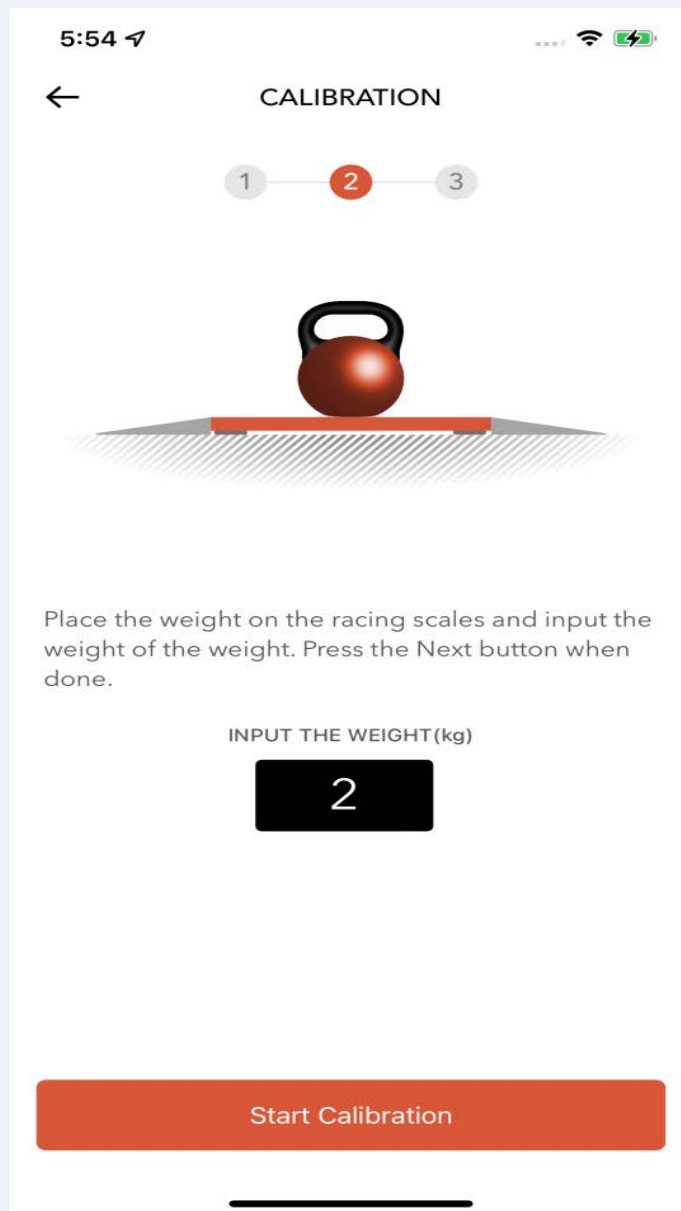 5:54
CALIBRATION
1 2 3
Place the weight on the racing scales and input the
weight of the weight. Press the Next button when
done.
INPUT THE WEIGHT(kg)
2
Start Calibration